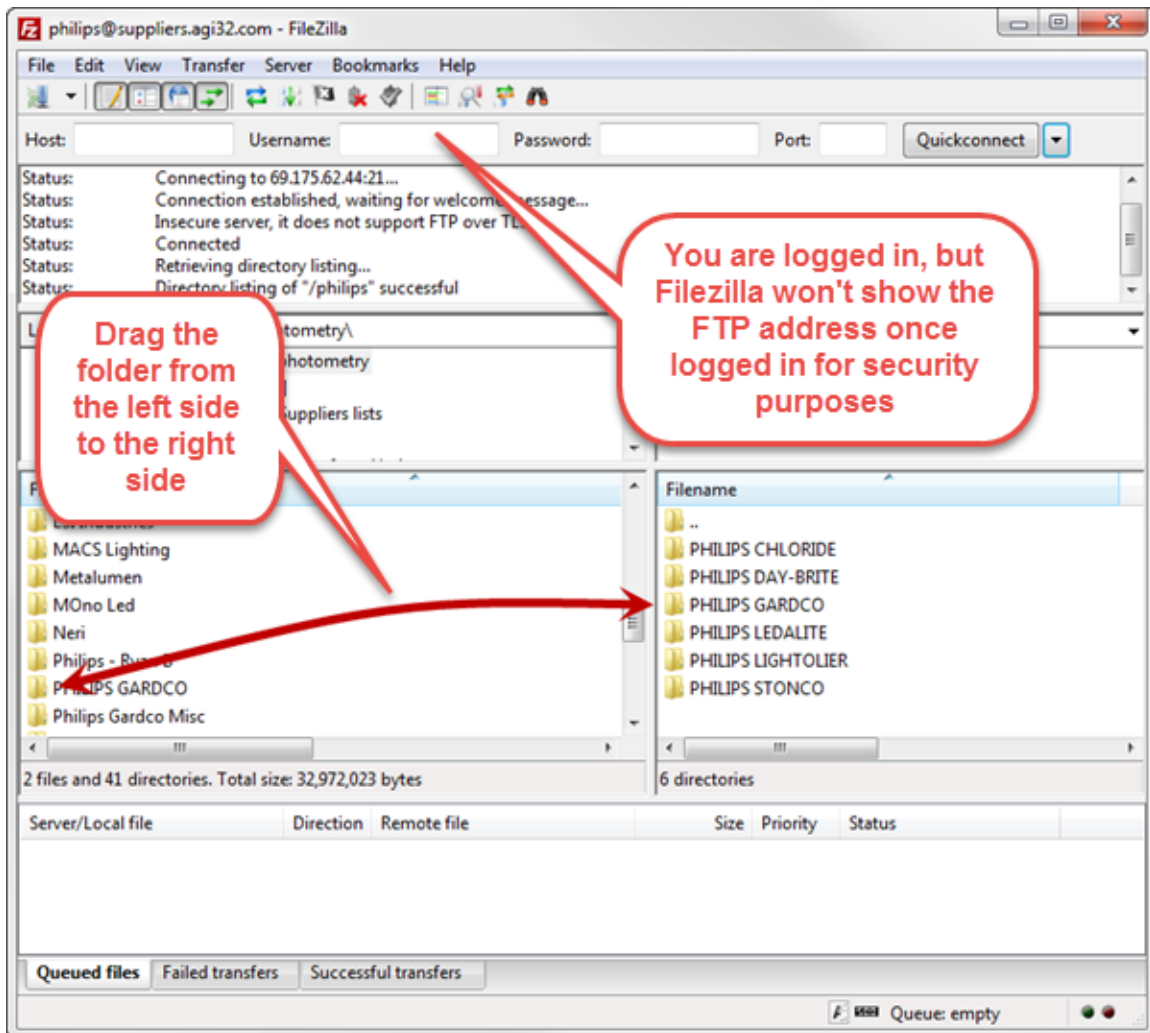 philips@suppliers.agi32.com - FileZilla
File Edit View Transfer Server Bookmarks Help
Host: Username: Password: Port: Quickconnect
Status: Connecting to 69.175.62.44:21...
Status: Connection established, waiting for welcome message...
Status: Insecure server, it does not support FTP over TLS
Status: Connected
Status: Retrieving directory listing...
Status: Directory listing of "/philips" successful
You are logged in, but
Filezilla won't show the
FTP address once
logged in for security
purposes
Drag the
folder from
the left side
to the right
side
tometry\
photometry
Suppliers lists
Filename
MACS Lighting
Metalumen
MOno Led
Neri
Philips - Ryan B
PHILIPS GARDCO
Philips Gardco Misc
2 files and 41 directories. Total size: 32,972,023 bytes
..
PHILIPS CHLORIDE
PHILIPS DAY-BRITE
PHILIPS GARDCO
PHILIPS LEDALITE
PHILIPS LIGHTOLIER
PHILIPS STONCO
6 directories
Server/Local file Direction Remote file Size Priority Status
Queued files Failed transfers Successful transfers
Queue: empty